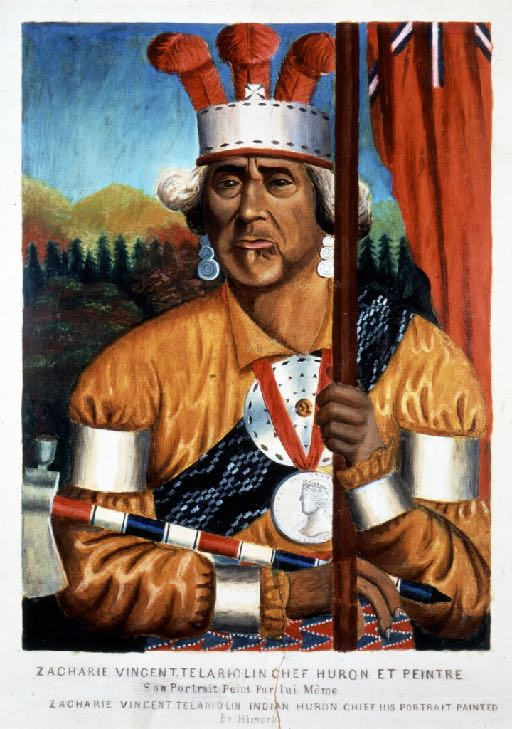 ZACHARIE VINCENT. TELARIOLIN CHEF HURON ET PEINTRE
Son Portrait Peint Par lui Même
ZACHARIE VINCENT TELARIOLIN INDIAN HURON CHIEF HIS PORTRAIT PAINTED
By Himself